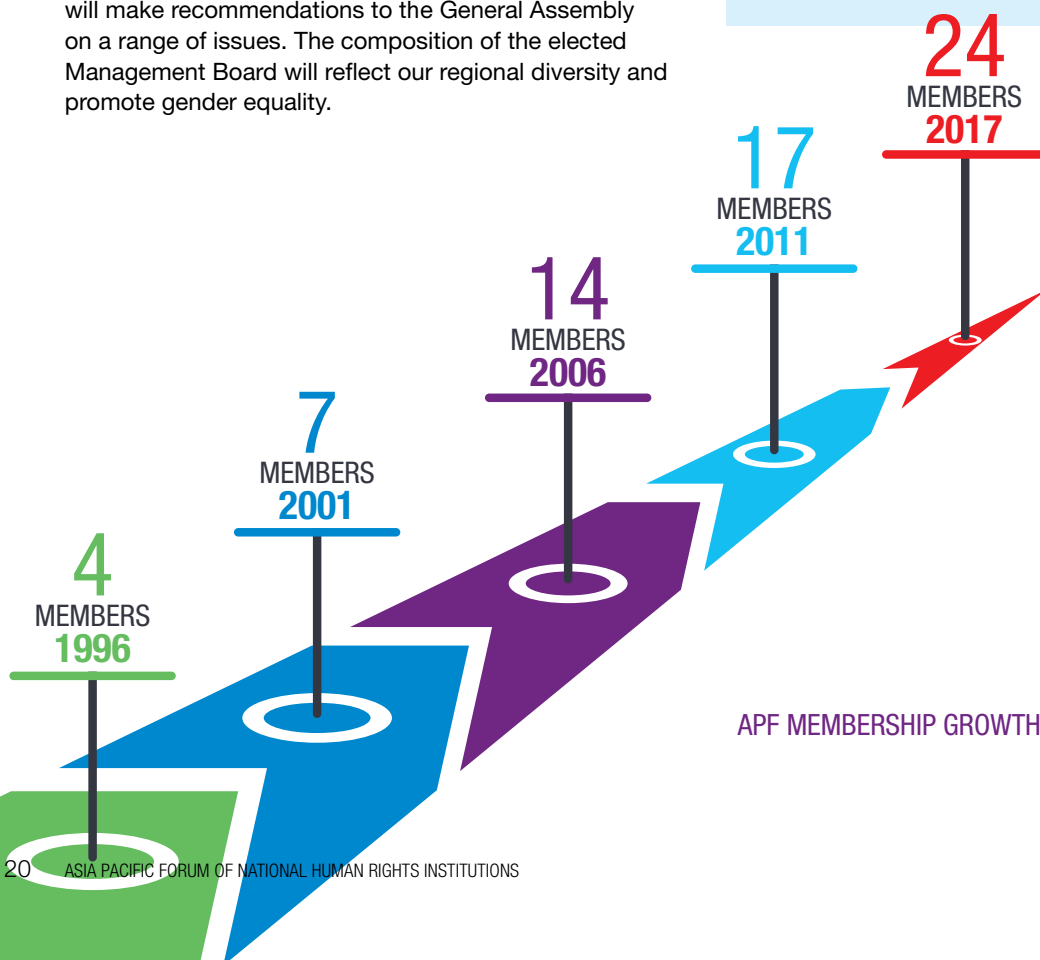 will make recommendations to the General Assembly
on a range of issues. The composition of the elected
Management Board will reflect our regional diversity and
promote gender equality.
24
MEMBERS
2017
17
MEMBERS
2011
14
MEMBERS
2006
7
MEMBERS
2001
4
MEMBERS
1996
APF MEMBERSHIP GROWTH
20 ASIA PACIFIC FORUM OF NATIONAL HUMAN RIGHTS INSTITUTIONS